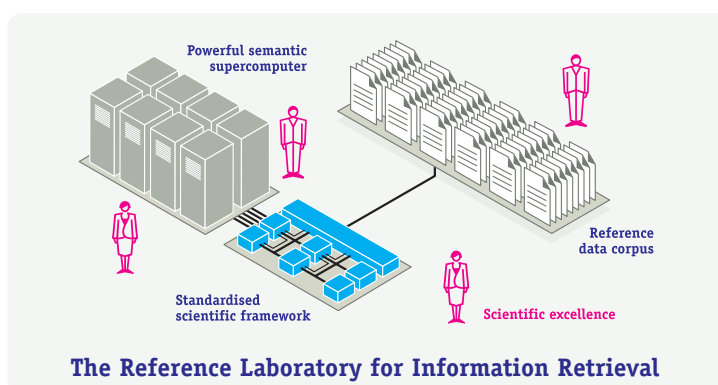 Powerful semantic
supercomputer
Reference
data corpus
Standardised
scientific framework
Scientific excellence
The Reference Laboratory for Information Retrieval